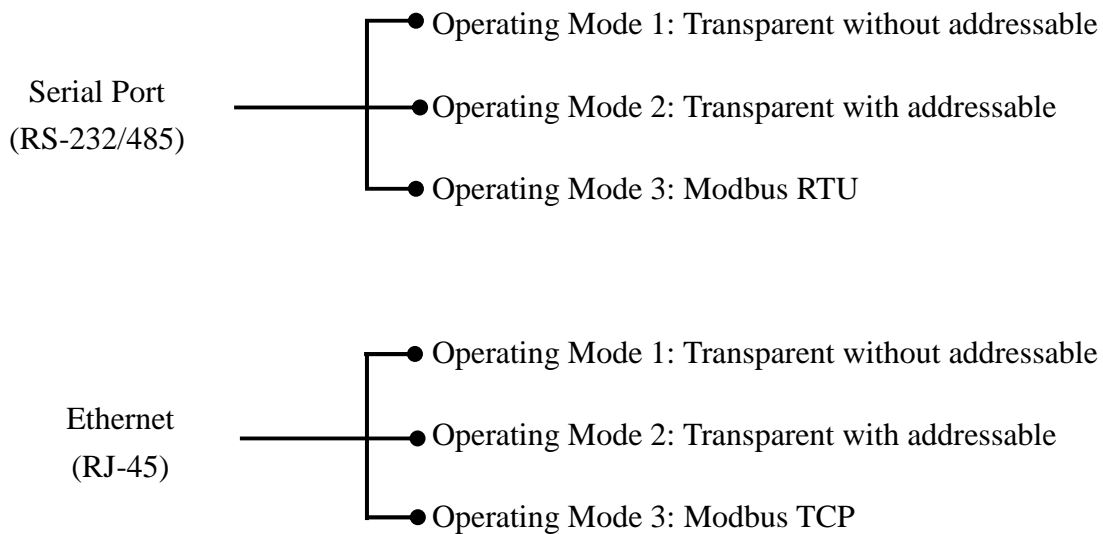 Operating Mode 1: Transparent without addressable
Serial Port
(RS-232/485)
Operating Mode 2: Transparent with addressable
Operating Mode 3: Modbus RTU
Operating Mode 1: Transparent without addressable
Ethernet
(RJ-45)
Operating Mode 2: Transparent with addressable
Operating Mode 3: Modbus TCP